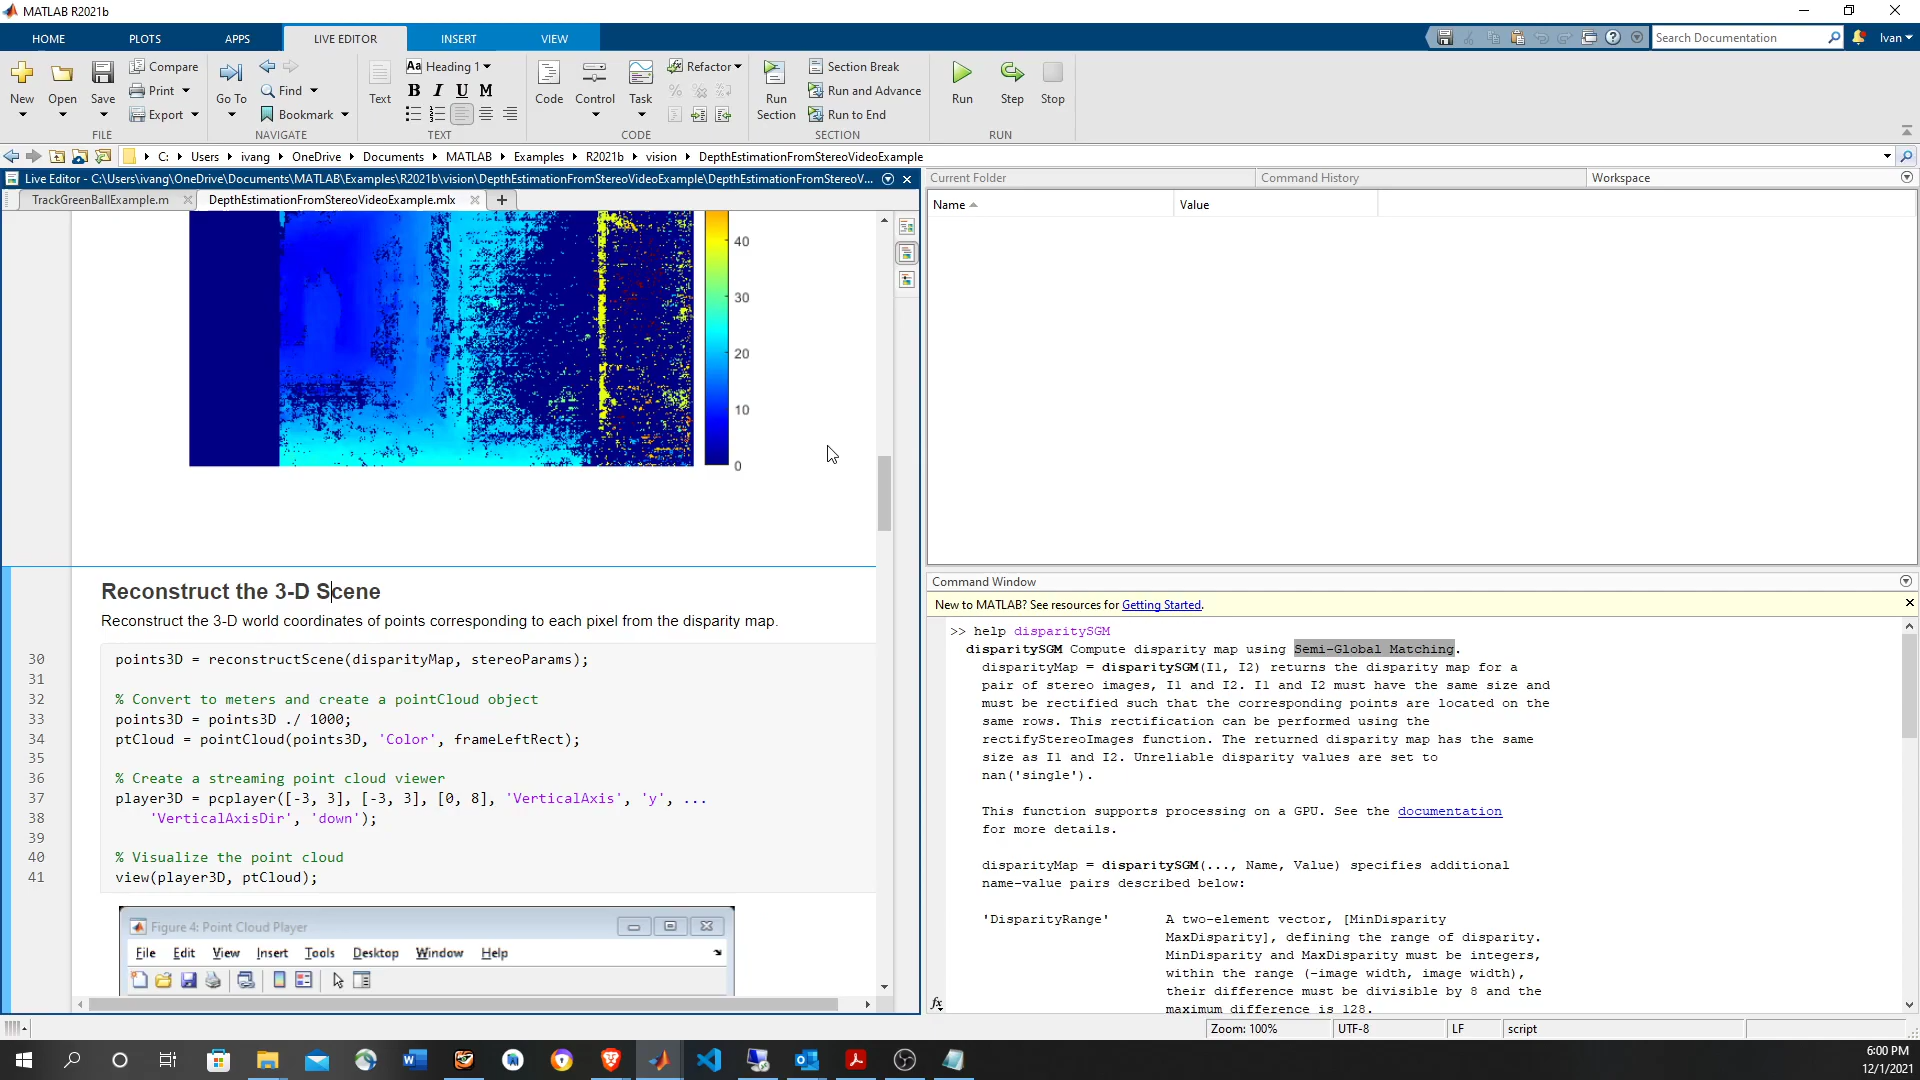 MATLAB R2021b
HOME
PLOTS
APPS
LIVE EDITOR
INSERT
VIEW
Search Documentation
Ivan
New
Open
Save
Compare
Print
Export
FILE
Go To
Find
Bookmark
NAVIGATE
Text
Aa Heading 1
B I U M
TEXT
Code
Control
Task
Refactor
CODE
Run Section
Section Break
Run and Advance
Run to End
SECTION
Run
Step
Stop
RUN
C: Users ivang OneDrive Documents MATLAB Examples R2021b vision DepthEstimationFromStereoVideoExample
Live Editor - C:\Users\ivang\OneDrive\Documents\MATLAB\Examples\R2021b\vision\DepthEstimationFromStereoVideoExample\DepthEstimationFromStereoV...
TrackGreenBallExample.m
DepthEstimationFromStereoVideoExample.mlx
40
30
20
10
0
Reconstruct the 3-D Scene
Reconstruct the 3-D world coordinates of points corresponding to each pixel from the disparity map.
30 points3D = reconstructScene(disparityMap, stereoParams);
31
32 % Convert to meters and create a pointCloud object
33 points3D = points3D ./ 1000;
34 ptCloud = pointCloud(points3D, 'Color', frameLeftRect);
35
36 % Create a streaming point cloud viewer
37 player3D = pcplayer([-3, 3], [-3, 3], [0, 8], 'VerticalAxis', 'y', ...
38 'VerticalAxisDir', 'down');
39
40 % Visualize the point cloud
41 view(player3D, ptCloud);
Figure 4: Point Cloud Player
File Edit View Insert Tools Desktop Window Help
Current Folder
Command History
Workspace
Name
Value
Command Window
New to MATLAB? See resources for Getting Started.
>> help disparitySGM
disparitySGM Compute disparity map using Semi-Global Matching.
disparityMap = disparitySGM(I1, I2) returns the disparity map for a
pair of stereo images, I1 and I2. I1 and I2 must have the same size and
must be rectified such that the corresponding points are located on the
same rows. This rectification can be performed using the
rectifyStereoImages function. The returned disparity map has the same
size as I1 and I2. Unreliable disparity values are set to
nan('single').
This function supports processing on a GPU. See the documentation
for more details.
disparityMap = disparitySGM(..., Name, Value) specifies additional
name-value pairs described below:
'DisparityRange' A two-element vector, [MinDisparity
MaxDisparity], defining the range of disparity.
MinDisparity and MaxDisparity must be integers,
within the range (-image width, image width),
their difference must be divisible by 8 and the
maximum difference is 128.
fx
Zoom: 100%
UTF-8
LF
script
6:00 PM
12/1/2021